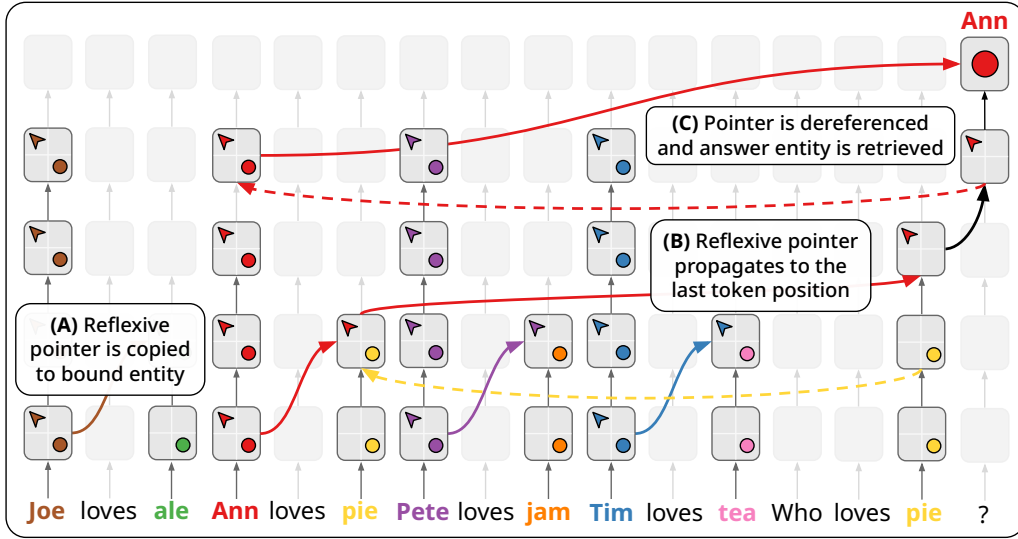 Ann
(C) Pointer is dereferenced
and answer entity is retrieved
(B) Reflexive pointer
propagates to the
last token position
(A) Reflexive
pointer is copied
to bound entity
Joe loves ale Ann loves pie Pete loves jam Tim loves tea Who loves pie ?